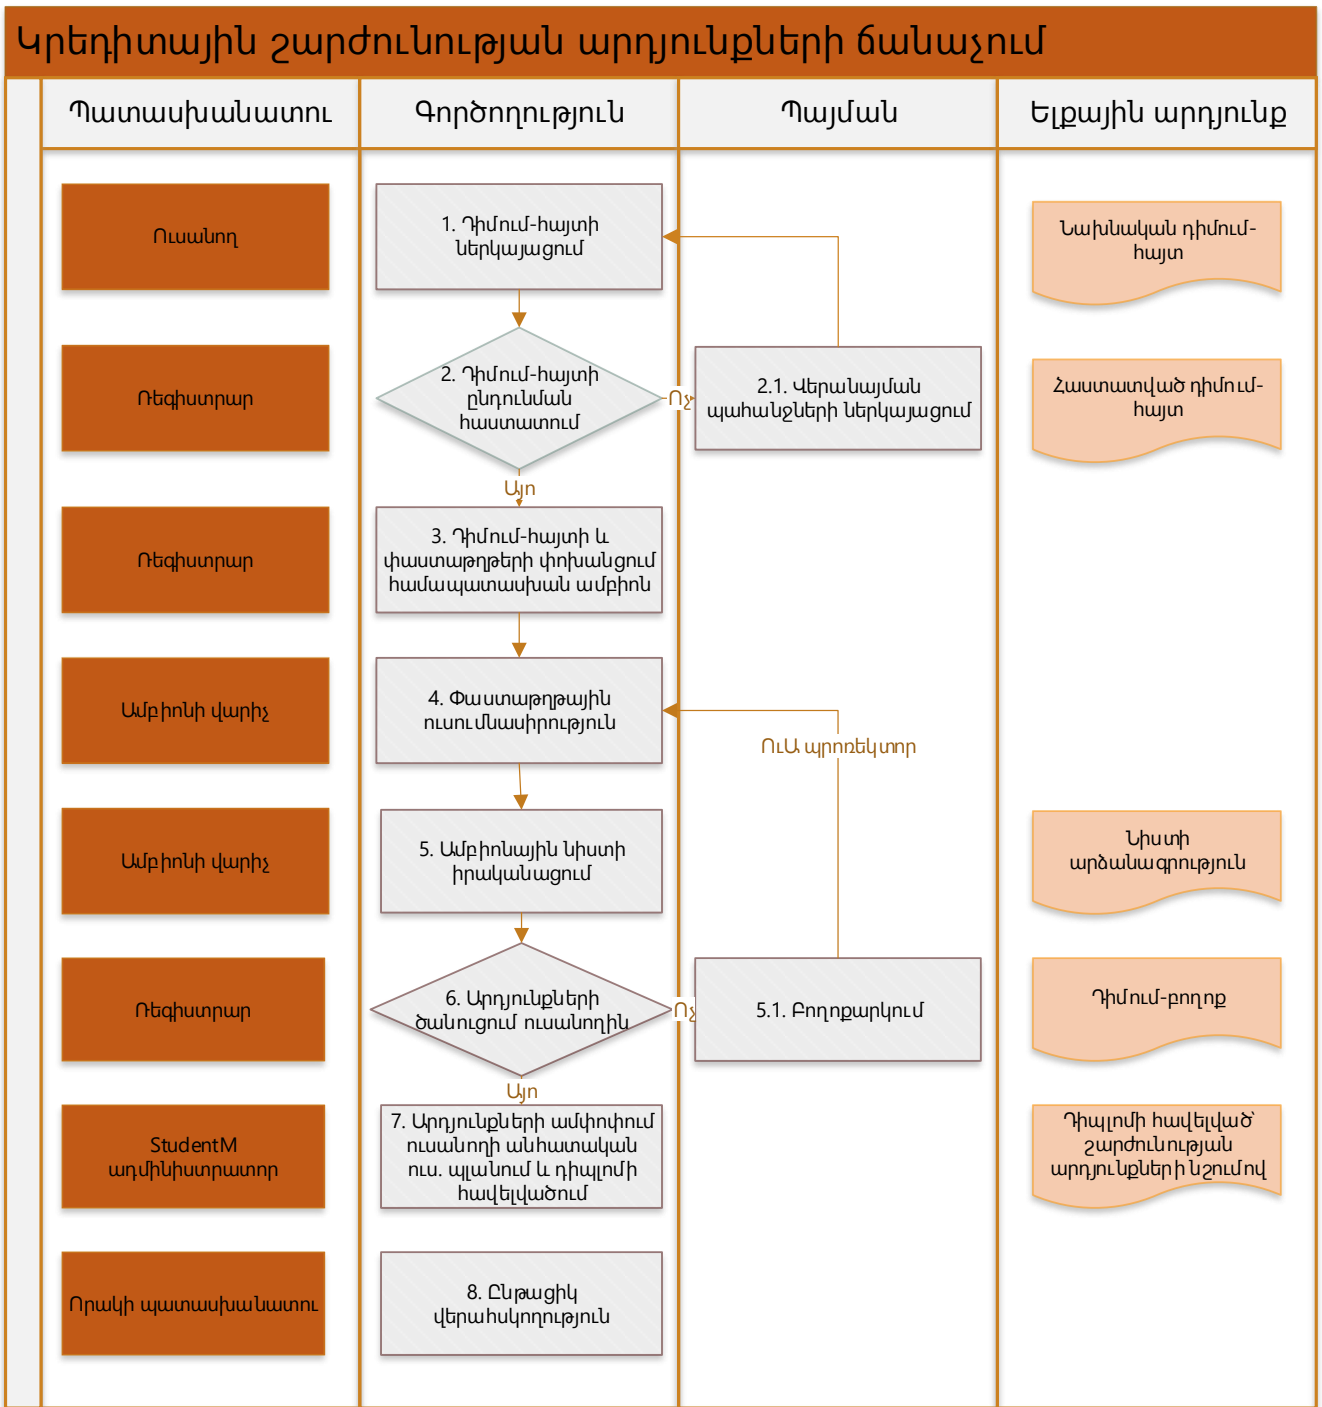 Կրեդիտային շարժունության արդյունքների ճանաչում
Պատասխանատու
Գործողություն
Պայման
Ելքային արդյունք
Ուսանող
1. Դիմում-հայտի
ներկայացում
Նախնական դիմում-
հայտ
Ռեգիստրար
2. Դիմում-հայտի
ընդունման
հաստատում
Ոչ
2.1. Վերանայման
պահանջների ներկայացում
Հաստատված դիմում-
հայտ
Այո
Ռեգիստրար
3. Դիմում-հայտի և
փաստաթղթերի փոխանցում
համապատասխան ամբիոն
Ամբիոնի վարիչ
4. Փաստաթղթային
ուսումնասիրություն
ՈւԱ պրոռեկտոր
Ամբիոնի վարիչ
5. Ամբիոնային նիստի
իրականացում
Նիստի
արձանագրություն
Ռեգիստրար
6. Արդյունքների
ծանուցում ուսանողին
Ոչ
5.1. Բողոքարկում
Դիմում-բողոք
Այո
StudentM
ադմինիստրատոր
7. Արդյունքների ամփոփում
ուսանողի անհատական
ուս. պլանում և դիպլոմի
հավելվածում
Դիպլոմի հավելված՝
շարժունության
արդյունքների նշումով
Որակի պատասխանատու
8. Ընթացիկ
վերահսկողություն